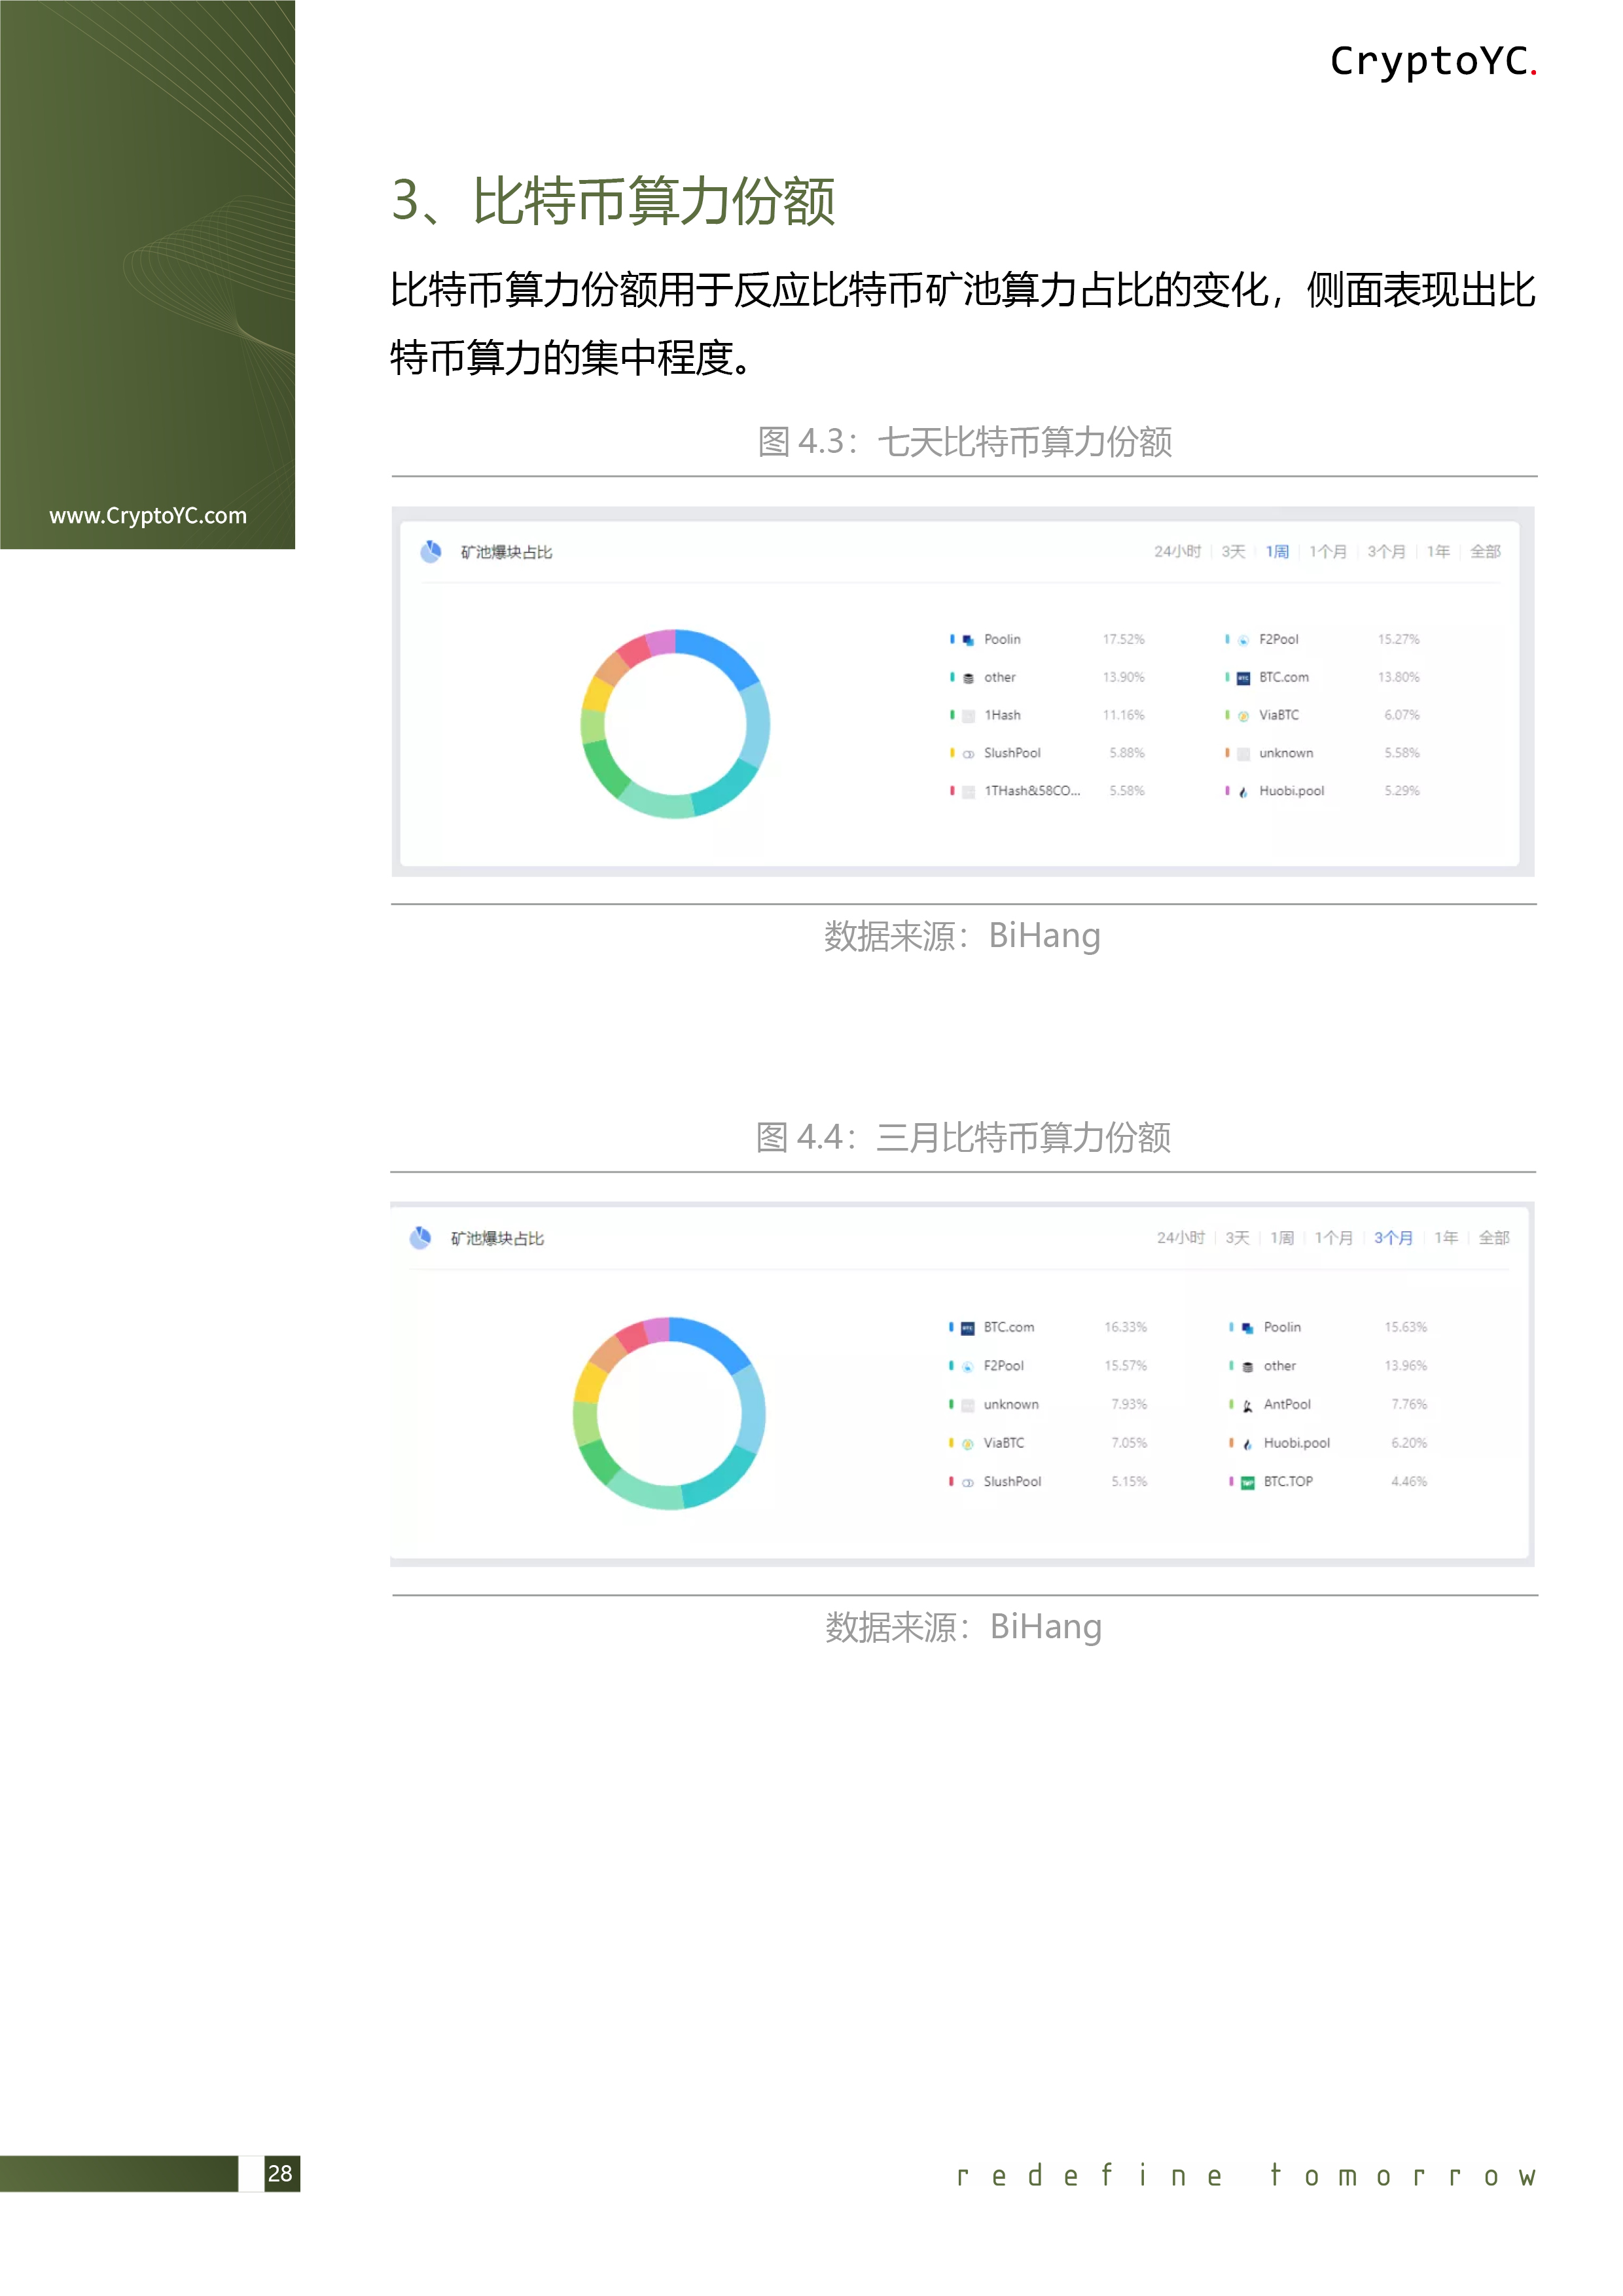 CryptoYC.
www.CryptoYC.com
3、比特币算力份额
比特币算力份额用于反应比特币矿池算力占比的变化，侧面表现出比
特币算力的集中程度。
图 4.3：七天比特币算力份额
矿池爆块占比 24小时 3天 1周 1个月 3个月 1年 全部
Poolin 17.52% F2Pool 15.27%
other 13.90% BTC.com 13.80%
1Hash 11.16% ViaBTC 6.07%
SlushPool 5.88% unknown 5.58%
1THash&58CO... 5.58% Huobi.pool 5.29%
数据来源：BiHang
图 4.4：三月比特币算力份额
矿池爆块占比 24小时 3天 1周 1个月 3个月 1年 全部
BTC.com 16.33% Poolin 15.63%
F2Pool 15.57% other 13.96%
unknown 7.93% AntPool 7.76%
ViaBTC 7.05% Huobi.pool 6.20%
SlushPool 5.15% BTC.TOP 4.46%
数据来源：BiHang
28
redefine tomorrow